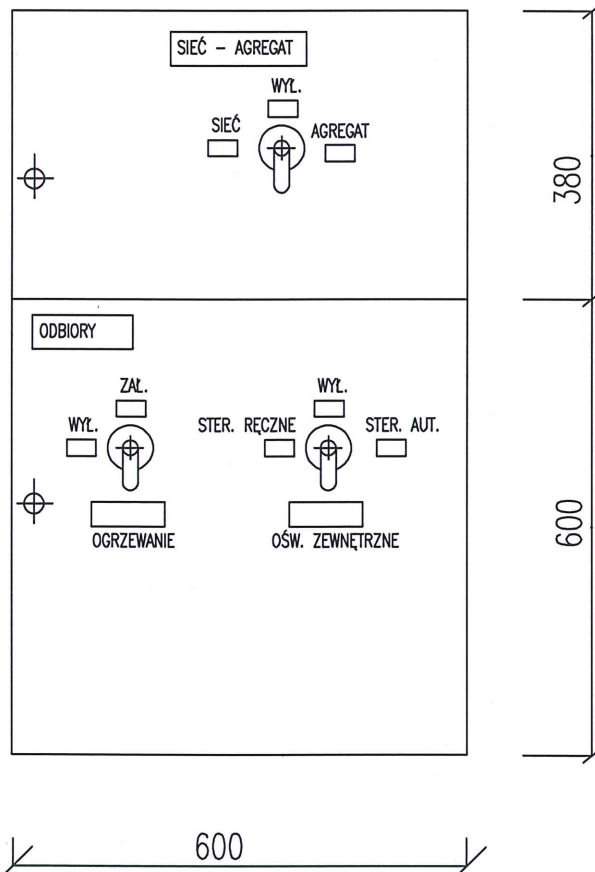 SIEĆ - AGREGAT
WYŁ.
SIEĆ
AGREGAT
380
ODBIORY
ZAŁ.
WYŁ.
WYŁ.
STER. RĘCZNE
STER. AUT.
OGRZEWANIE
OŚW. ZEWNĘTRZNE
600
600